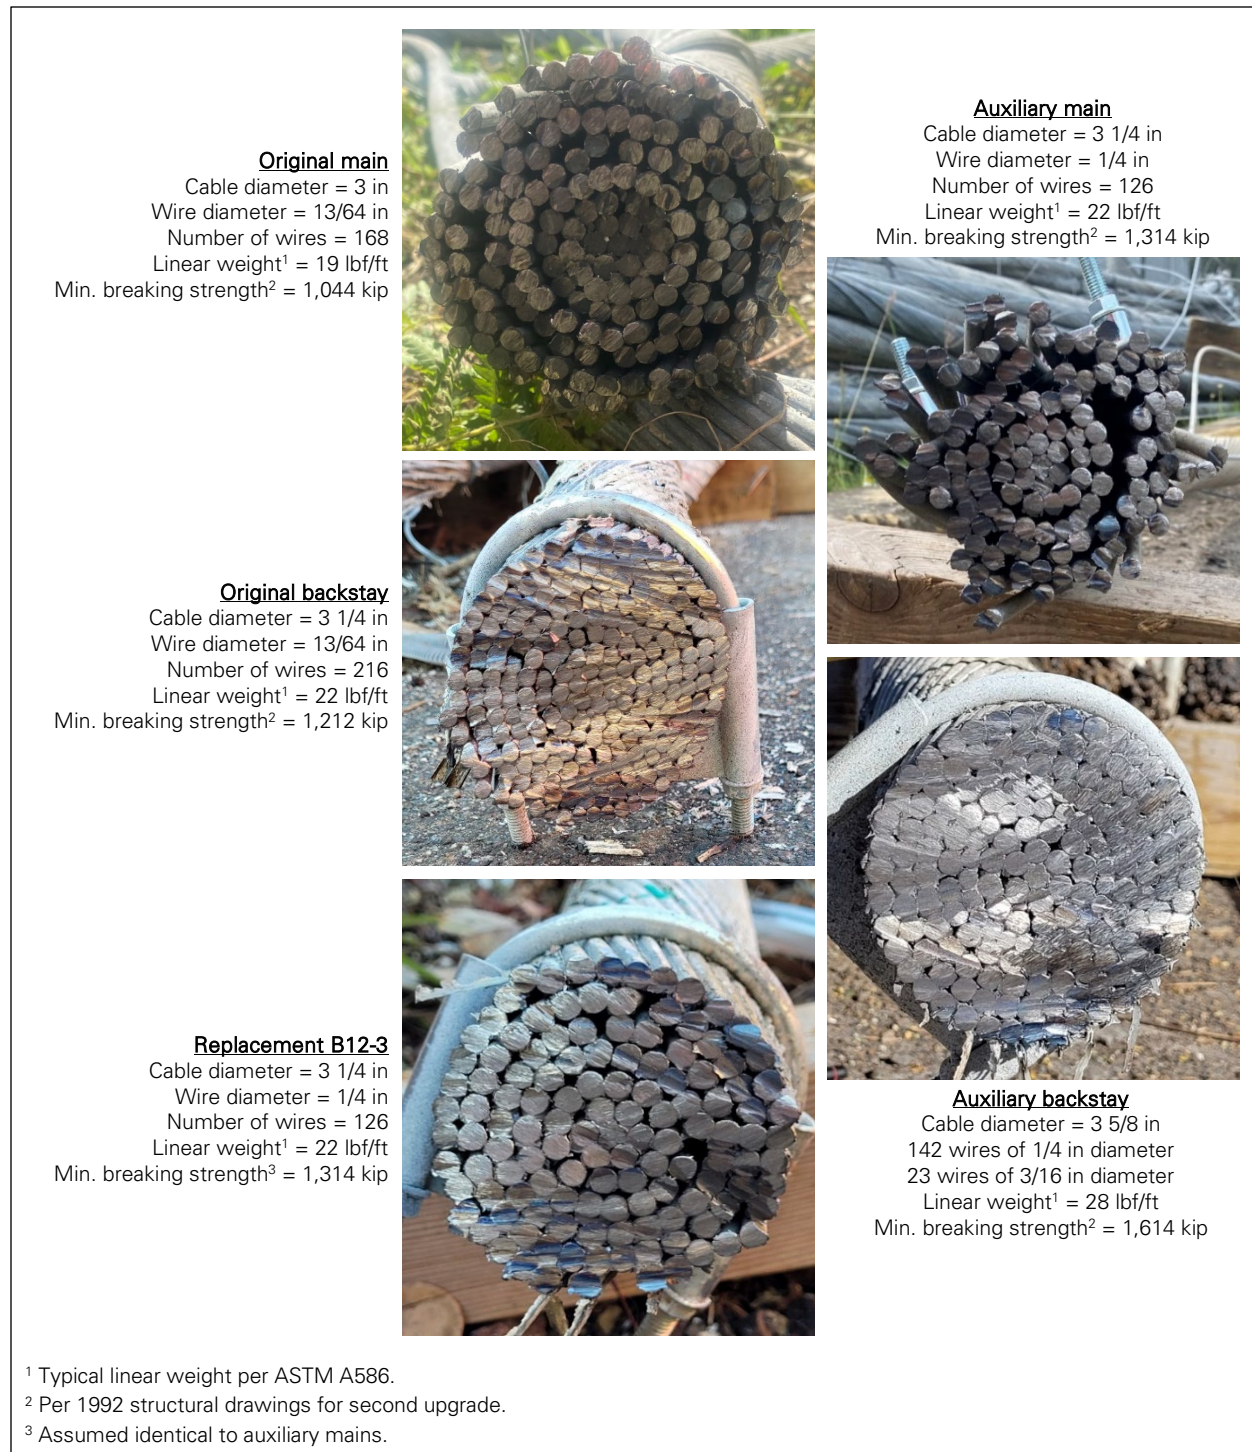 Original main
Cable diameter = 3 in
Wire diameter = 13/64 in
Number of wires = 168
Linear weight¹ = 19 lbf/ft
Min. breaking strength² = 1,044 kip
Auxiliary main
Cable diameter = 3 1/4 in
Wire diameter = 1/4 in
Number of wires = 126
Linear weight¹ = 22 lbf/ft
Min. breaking strength² = 1,314 kip
Original backstay
Cable diameter = 3 1/4 in
Wire diameter = 13/64 in
Number of wires = 216
Linear weight¹ = 22 lbf/ft
Min. breaking strength² = 1,212 kip
Replacement B12-3
Cable diameter = 3 1/4 in
Wire diameter = 1/4 in
Number of wires = 126
Linear weight¹ = 22 lbf/ft
Min. breaking strength³ = 1,314 kip
Auxiliary backstay
Cable diameter = 3 5/8 in
142 wires of 1/4 in diameter
23 wires of 3/16 in diameter
Linear weight¹ = 28 lbf/ft
Min. breaking strength² = 1,614 kip
¹ Typical linear weight per ASTM A586.
² Per 1992 structural drawings for second upgrade.
³ Assumed identical to auxiliary mains.